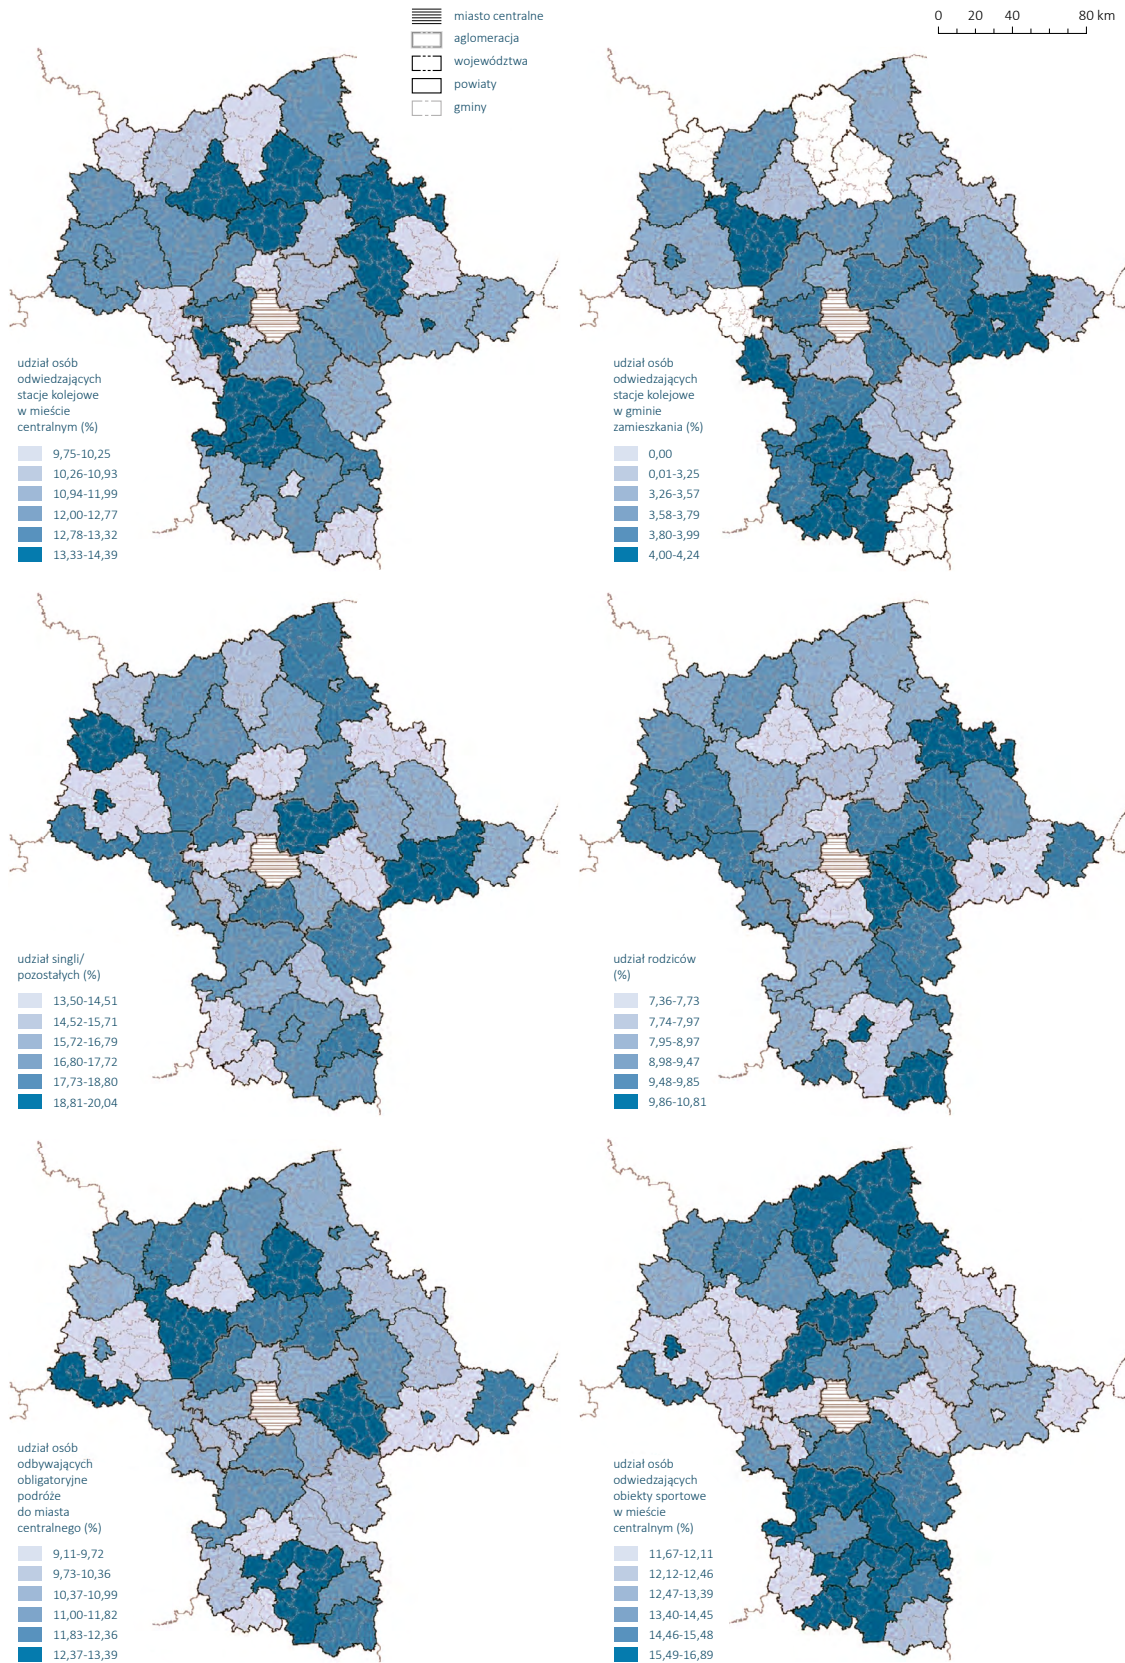 miasto centralne
aglomeracja
województwa
powiaty
gminy
0 20 40 80 km
udział osób
odwiedzających
stacje kolejowe
w mieście
centralnym (%)
9,75-10,25
10,26-10,93
10,94-11,99
12,00-12,77
12,78-13,32
13,33-14,39
udział osób
odwiedzających
stacje kolejowe
w gminie
zamieszkania (%)
0,00
0,01-3,25
3,26-3,57
3,58-3,79
3,80-3,99
4,00-4,24
udział singli/
pozostałych (%)
13,50-14,51
14,52-15,71
15,72-16,79
16,80-17,72
17,73-18,80
18,81-20,04
udział rodziców
(%)
7,36-7,73
7,74-7,97
7,95-8,97
8,98-9,47
9,48-9,85
9,86-10,81
udział osób
odbywających
obligatoryjne
podróże
do miasta
centralnego (%)
9,11-9,72
9,73-10,36
10,37-10,99
11,00-11,82
11,83-12,36
12,37-13,39
udział osób
odwiedzających
obiekty sportowe
w mieście
centralnym (%)
11,67-12,11
12,12-12,46
12,47-13,39
13,40-14,45
14,46-15,48
15,49-16,89